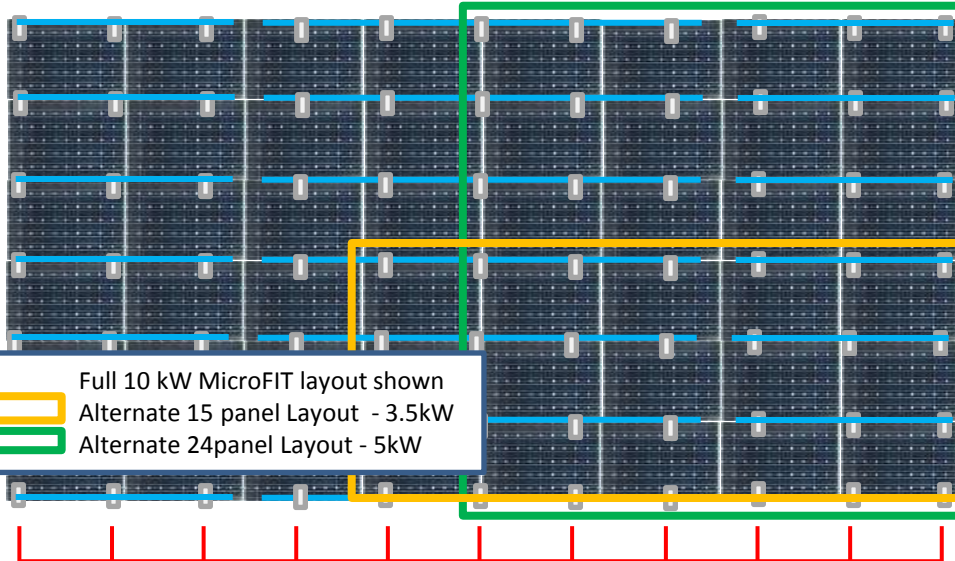 Full 10 kW MicroFIT layout shown
Alternate 15 panel Layout  - 3.5kW
Alternate 24panel Layout - 5kW